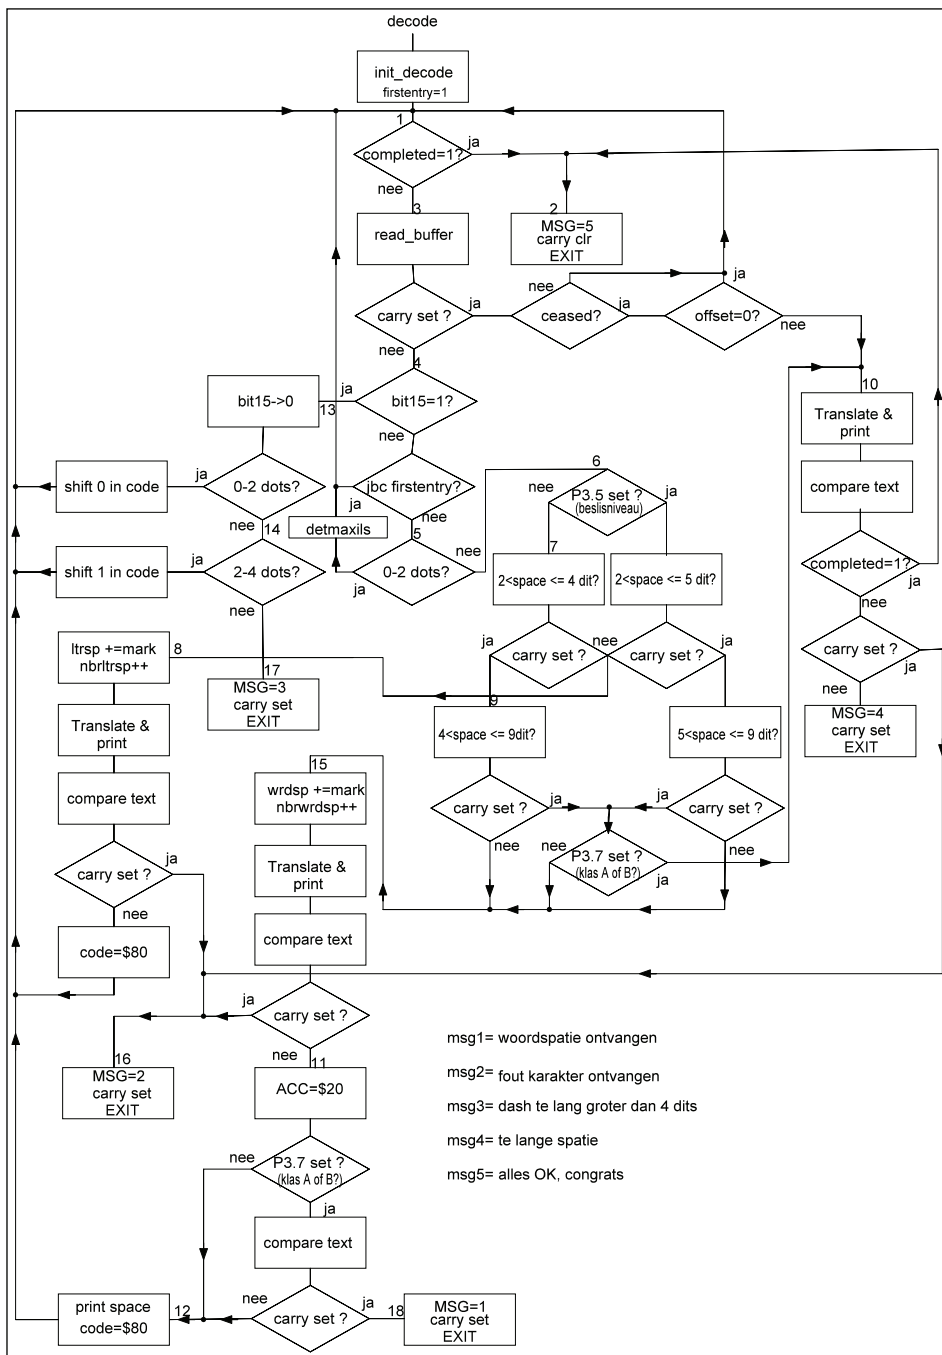 decode
init_decode
firstentry=1
1
completed=1?
ja
nee
3
read_buffer
2
MSG=5
carry clr
EXIT
carry set ?
ja
nee
nee
ceased?
ja
ja
offset=0?
nee
4
bit15=1?
ja
nee
13
bit15->0
10
Translate &
print
compare text
completed=1?
ja
nee
carry set ?
ja
nee
MSG=4
carry set
EXIT
ja
0-2 dots?
nee
shift 0 in code
14
ja
2-4 dots?
nee
shift 1 in code
jbc firstentry?
ja
nee
detmaxils
5
0-2 dots?
ja
nee
6
nee
P3.5 set ?
(beslisniveau)
ja
7
2<space <= 4 dit?
2<space <= 5 dit?
ja
carry set ?
nee
carry set ?
ja
8
ltrsp +=mark
nbrltrsp++
17
MSG=3
carry set
EXIT
9
4<space <= 9dit?
5<space <= 9 dit?
Translate &
print
compare text
carry set ?
ja
nee
code=$80
15
wrdsp +=mark
nbrwrdsp++
carry set ?
ja
nee
ja
carry set ?
nee
nee
P3.7 set ?
(klas A of B?)
ja
Translate &
print
compare text
ja
carry set ?
nee
16
MSG=2
carry set
EXIT
11
ACC=$20
nee
P3.7 set ?
(klas A of B?)
ja
compare text
nee
carry set ?
ja
18
MSG=1
carry set
EXIT
12
print space
code=$80
msg1= woordspatie ontvangen
msg2= fout karakter ontvangen
msg3= dash te lang groter dan 4 dits
msg4= te lange spatie
msg5= alles OK, congrats